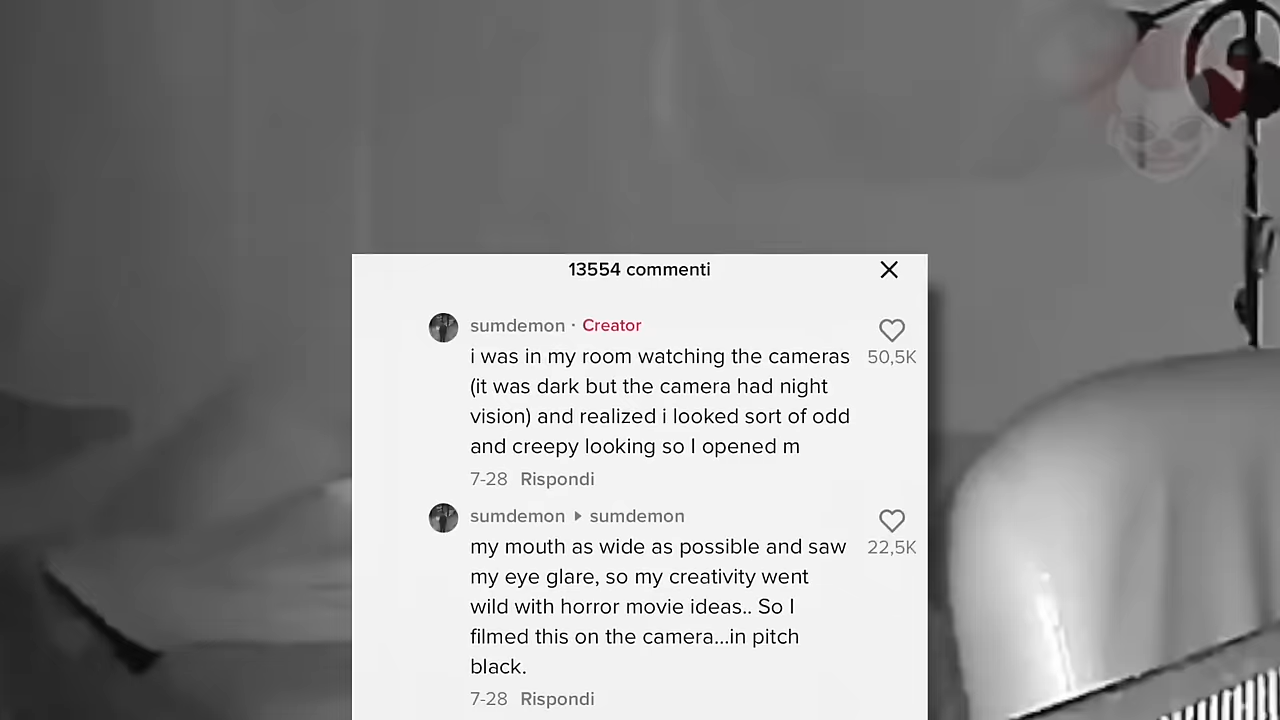 13554 commenti
sumdemon · Creator
i was in my room watching the cameras
50,5K
(it was dark but the camera had night
vision) and realized i looked sort of odd
and creepy looking so I opened m
7-28 Rispondi
sumdemon ▸ sumdemon
my mouth as wide as possible and saw
22,5K
my eye glare, so my creativity went
wild with horror movie ideas.. So I
filmed this on the camera...in pitch
black.
7-28 Rispondi